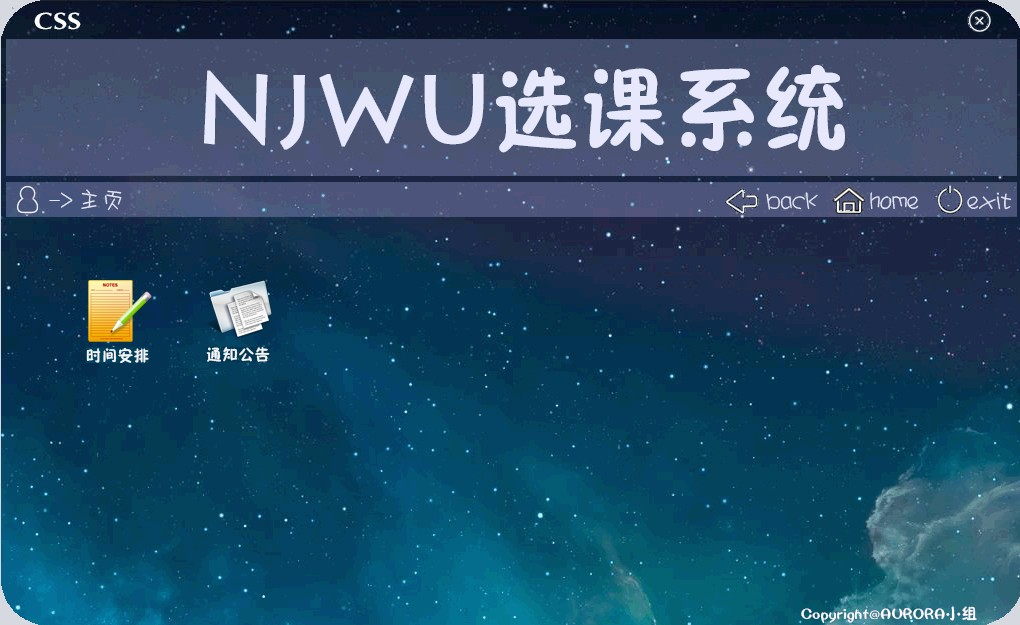 CSS
NJWU选课系统
-> 主页
back home exit
NOTES
时间安排 通知公告
Copyright@AURORA小组